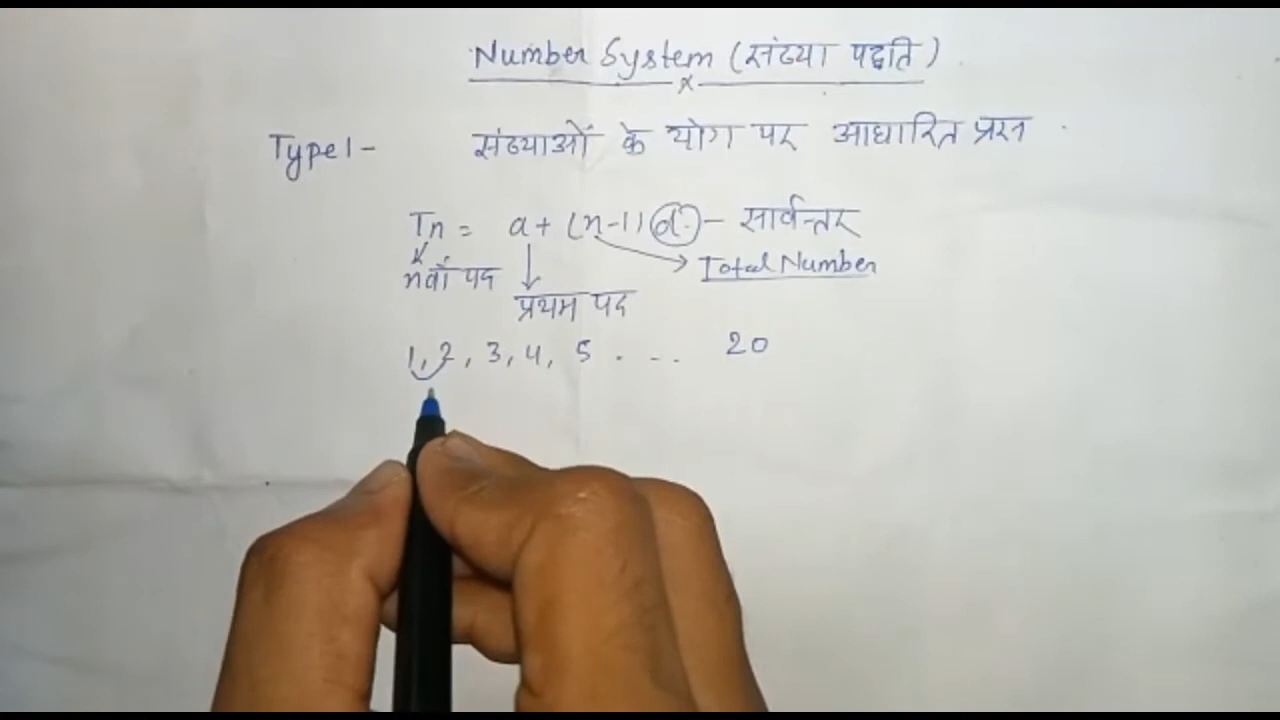 Number System (संख्या पद्धति)
x
Type1- संख्याओं के योग पर आधारित प्रश्न
Tn = a + (n-1) d - सार्वन्तर
nवाँ पद प्रथम पद Total Number
1, 2, 3, 4, 5 . - - . 20